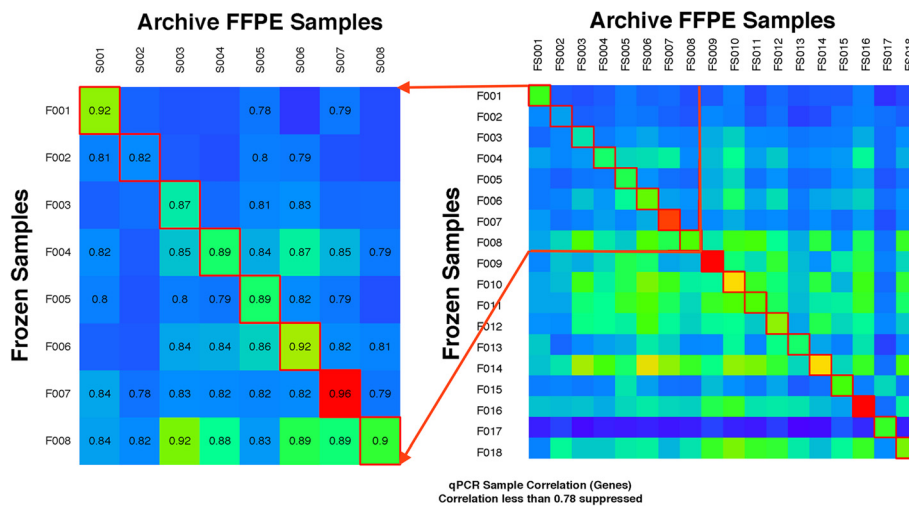 Archive FFPE Samples
S001 S002 S003 S004 S005 S006 S007 S008
Frozen Samples
F001 0.92 0.78 0.79
F002 0.81 0.82 0.8 0.79
F003 0.87 0.81 0.83
F004 0.82 0.85 0.89 0.84 0.87 0.85 0.79
F005 0.8 0.8 0.79 0.89 0.82 0.79
F006 0.84 0.84 0.86 0.92 0.82 0.81
F007 0.84 0.78 0.83 0.82 0.82 0.82 0.96 0.79
F008 0.84 0.82 0.92 0.88 0.83 0.89 0.89 0.9
Archive FFPE Samples
FS001 FS002 FS003 FS004 FS005 FS006 FS007 FS008 FS009 FS010 FS011 FS012 FS013 FS014 FS015 FS016 FS017 FS018
Frozen Samples
F001
F002
F003
F004
F005
F006
F007
F008
F009
F010
F011
F012
F013
F014
F015
F016
F017
F018
qPCR Sample Correlation (Genes)
Correlation less than 0.78 suppressed